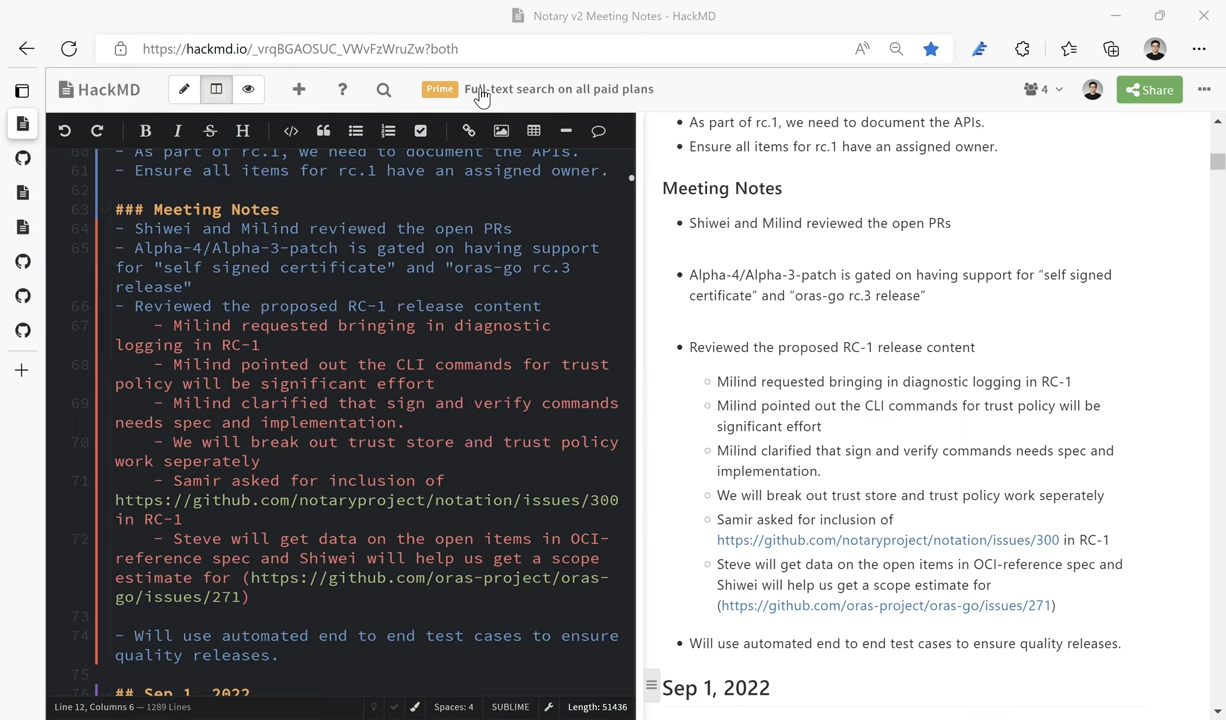 Notary v2 Meeting Notes - HackMD
https://hackmd.io/_vrqBGAOSUC_VWvFzWruZw?both
HackMD
Prime Full-text search on all paid plans
4
Share
60 - As part of rc.1, we need to document the APIs.
61 - Ensure all items for rc.1 have an assigned owner.
62
63 ### Meeting Notes
64 - Shiwei and Milind reviewed the open PRs
65 - Alpha-4/Alpha-3-patch is gated on having support
for "self signed certificate" and "oras-go rc.3
release"
66 - Reviewed the proposed RC-1 release content
67 - Milind requested bringing in diagnostic
logging in RC-1
68 - Milind pointed out the CLI commands for trust
policy will be significant effort
69 - Milind clarified that sign and verify commands
needs spec and implementation.
70 - We will break out trust store and trust policy
work seperately
71 - Samir asked for inclusion of
https://github.com/notaryproject/notation/issues/300
in RC-1
72 - Steve will get data on the open items in OCI-
reference spec and Shiwei will help us get a scope
estimate for (https://github.com/oras-project/oras-
go/issues/271)
73
74 - Will use automated end to end test cases to ensure
quality releases.
75
76 ## Sep 1, 2022
Line 12, Columns 6 — 1289 Lines
Spaces: 4
SUBLIME
Length: 51436
• As part of rc.1, we need to document the APIs.
• Ensure all items for rc.1 have an assigned owner.
Meeting Notes
• Shiwei and Milind reviewed the open PRs
• Alpha-4/Alpha-3-patch is gated on having support for “self signed
certificate” and “oras-go rc.3 release”
• Reviewed the proposed RC-1 release content
○ Milind requested bringing in diagnostic logging in RC-1
○ Milind pointed out the CLI commands for trust policy will be
significant effort
○ Milind clarified that sign and verify commands needs spec and
implementation.
○ We will break out trust store and trust policy work seperately
○ Samir asked for inclusion of
https://github.com/notaryproject/notation/issues/300 in RC-1
○ Steve will get data on the open items in OCI-reference spec and
Shiwei will help us get a scope estimate for
(https://github.com/oras-project/oras-go/issues/271)
• Will use automated end to end test cases to ensure quality releases.
Sep 1, 2022